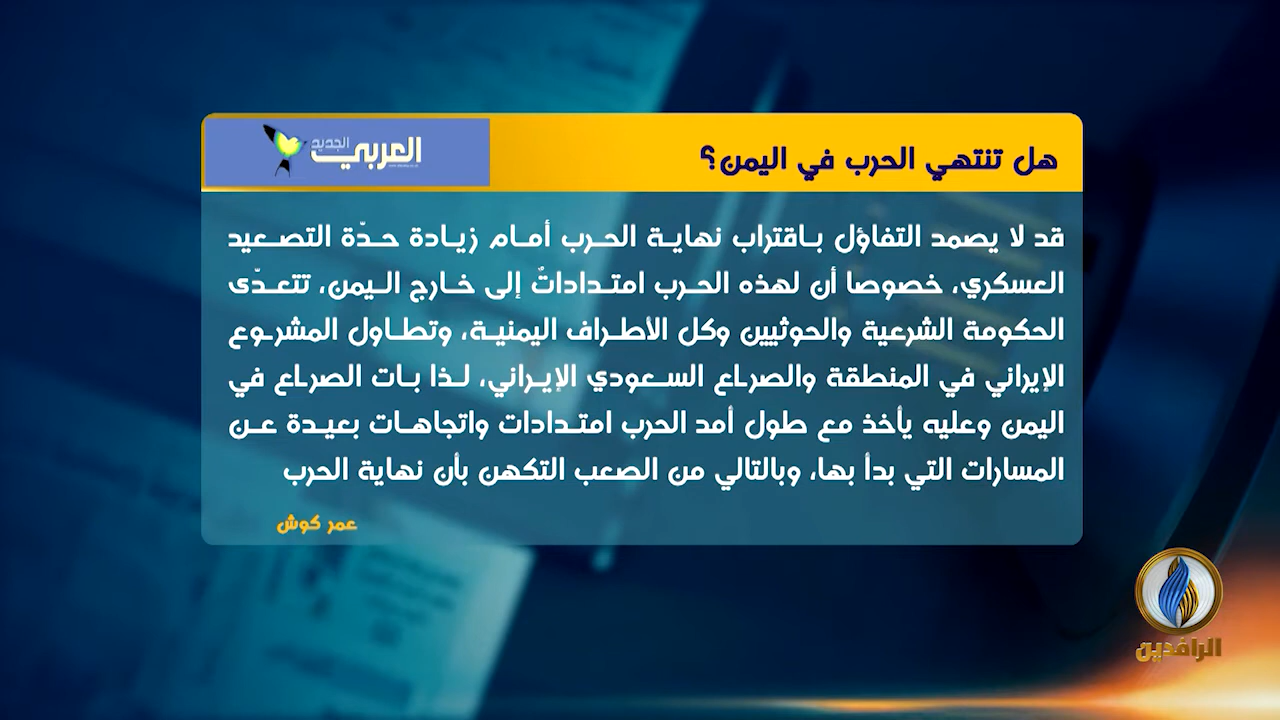 هل تنتهي الحرب في اليمن؟
العربي الجديد
قد لا يصمد التفاؤل باقتراب نهاية الحرب أمام زيادة حدّة التصعيد
العسكري، خصوصا أن لهذه الحرب امتداداتٌ إلى خارج اليمن، تتعدّى
الحكومة الشرعية والحوثيين وكل الأطراف اليمنية، وتطاول المشروع
الإيراني في المنطقة والصراع السعودي الإيراني، لذا بات الصراع في
اليمن وعليه يأخذ مع طول أمد الحرب امتدادات واتجاهات بعيدة عن
المسارات التي بدأ بها، وبالتالي من الصعب التكهن بأن نهاية الحرب
عمر كوش
الرافدين